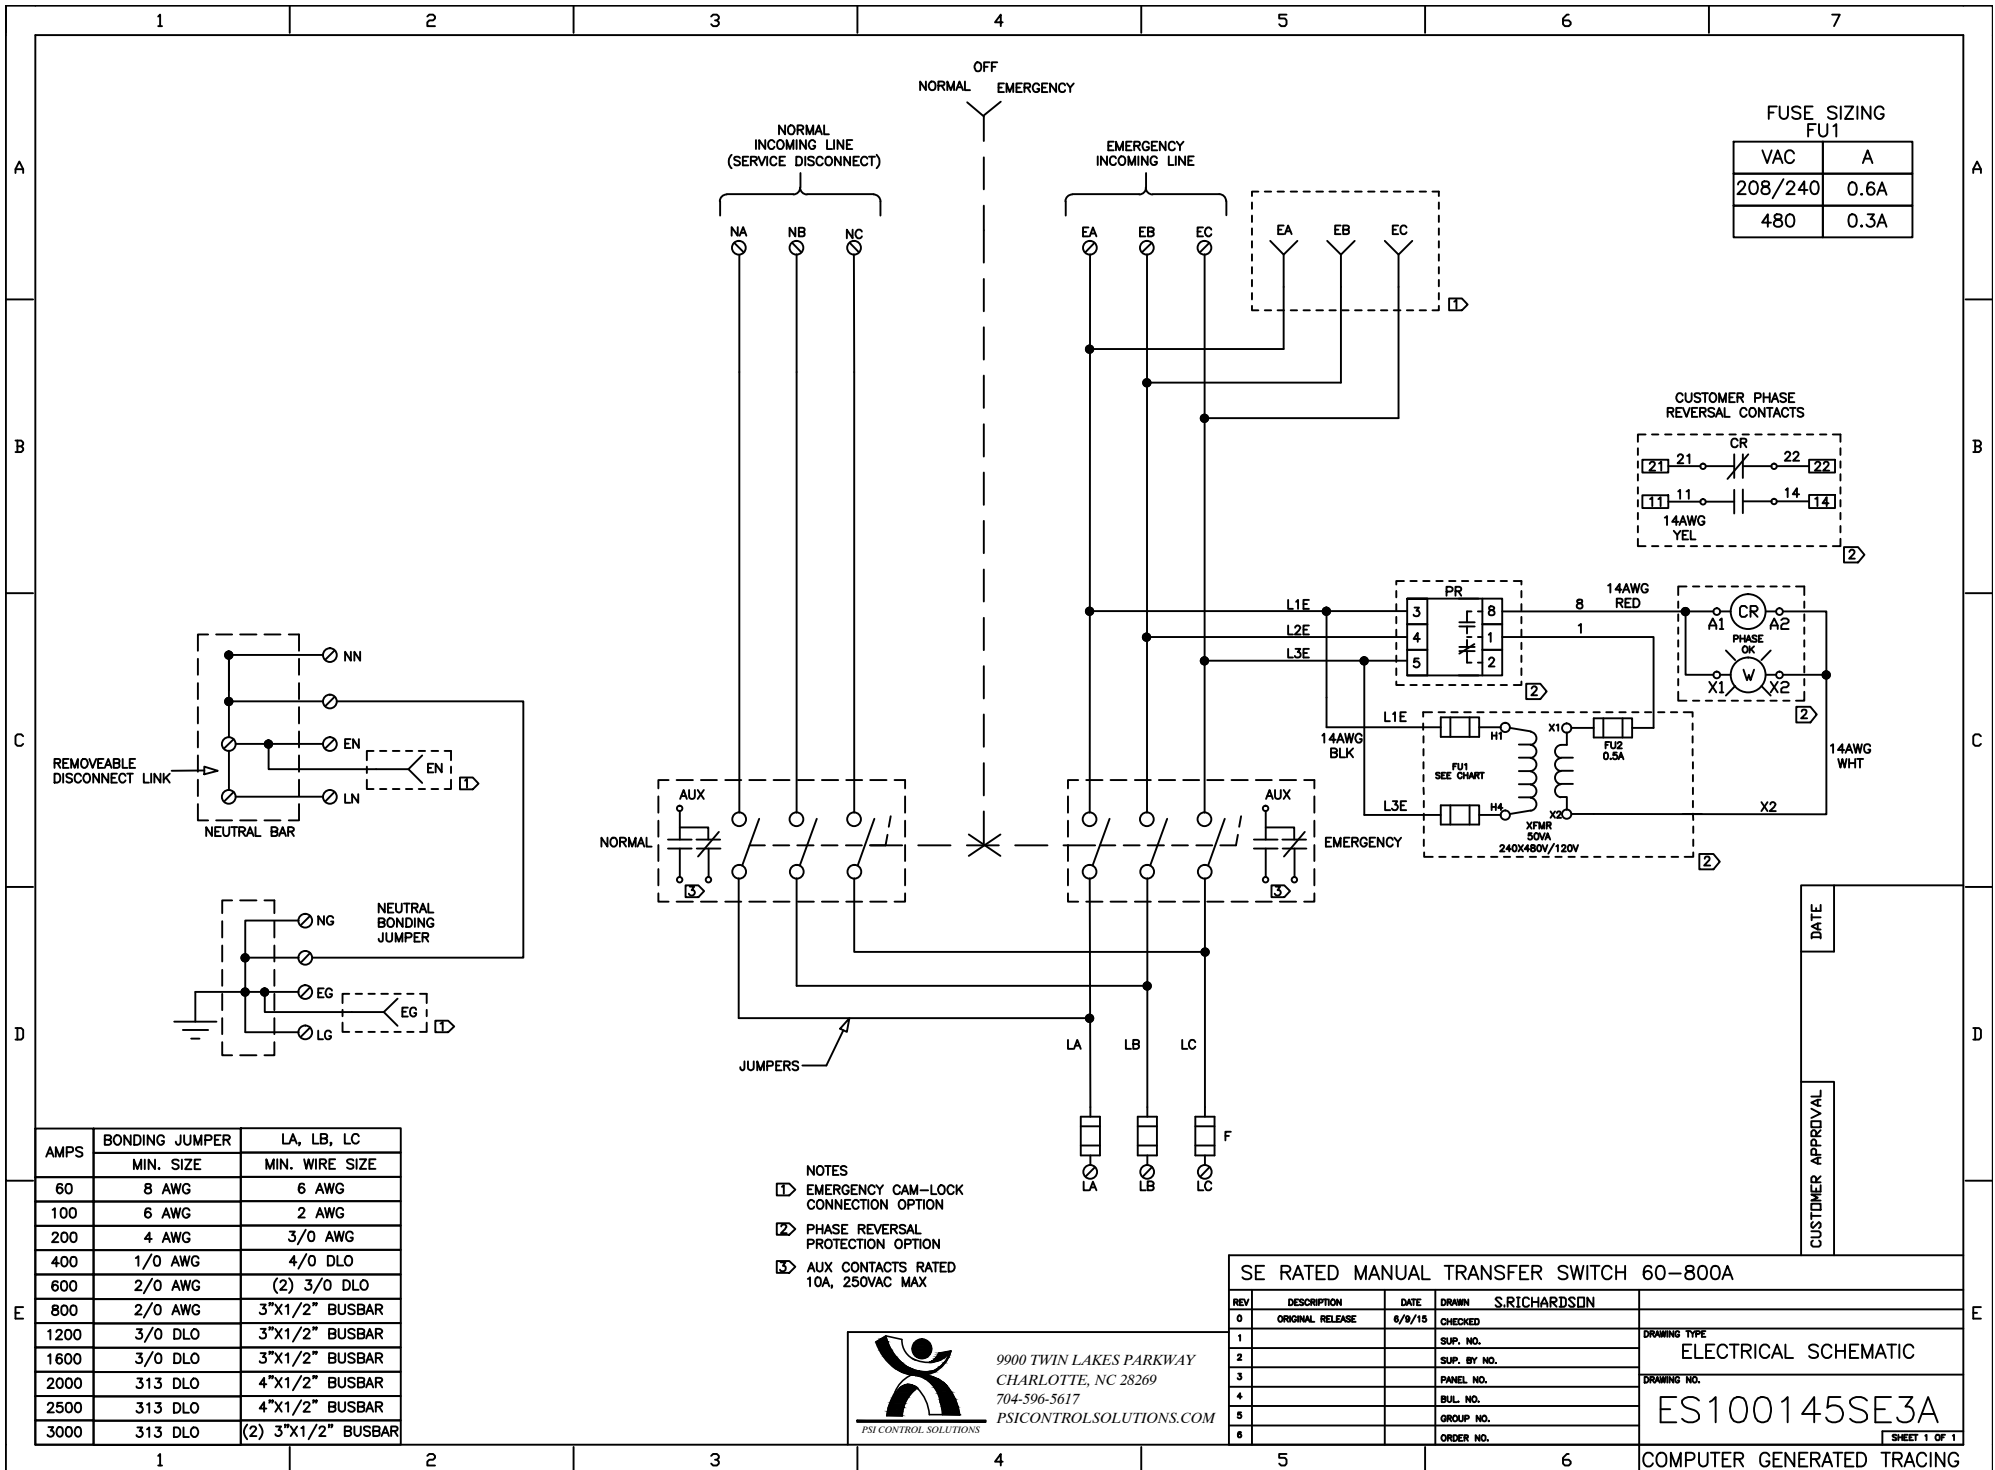 1 2 3 4 5 6 7
A
B
C
D
E
A
B
C
D
E
OFF
NORMAL EMERGENCY
NORMAL
INCOMING LINE
(SERVICE DISCONNECT)
EMERGENCY
INCOMING LINE
NA NB NC
EA EB EC
EA EB EC
1
FUSE SIZING
FU1
VAC A
208/240 0.6A
480 0.3A
CUSTOMER PHASE
REVERSAL CONTACTS
CR
21 21 22 22
11 11 14 14
14AWG
YEL
2
L1E
L2E
L3E
PR
3 8
4 1
5 2
2
8
1
14AWG
RED
CR
A1 A2
PHASE
OK
W
X1 X2
2
14AWG
WHT
L1E
14AWG
BLK
L3E
H1
FU1
SEE CHART
H4
X1
FU2
0.5A
X2
XFMR
50VA
240X480V/120V
X2
2
NN
EN
EN
1
LN
REMOVEABLE
DISCONNECT LINK
NEUTRAL BAR
NEUTRAL
BONDING
JUMPER
NG
EG
EG
1
LG
NORMAL
AUX
3
AUX
3
EMERGENCY
JUMPERS
LA LB LC
F
LA LB LC
AMPS BONDING JUMPER LA, LB, LC
MIN. SIZE MIN. WIRE SIZE
60 8 AWG 6 AWG
100 6 AWG 2 AWG
200 4 AWG 3/0 AWG
400 1/0 AWG 4/0 DLO
600 2/0 AWG (2) 3/0 DLO
800 2/0 AWG 3"X1/2" BUSBAR
1200 3/0 DLO 3"X1/2" BUSBAR
1600 3/0 DLO 3"X1/2" BUSBAR
2000 313 DLO 4"X1/2" BUSBAR
2500 313 DLO 4"X1/2" BUSBAR
3000 313 DLO (2) 3"X1/2" BUSBAR
NOTES
1 EMERGENCY CAM-LOCK
CONNECTION OPTION
2 PHASE REVERSAL
PROTECTION OPTION
3 AUX CONTACTS RATED
10A, 250VAC MAX
PSI CONTROL SOLUTIONS
9900 TWIN LAKES PARKWAY
CHARLOTTE, NC 28269
704-596-5617
PSICONTROLSOLUTIONS.COM
DATE
CUSTOMER APPROVAL
SE RATED MANUAL TRANSFER SWITCH 60-800A
REV DESCRIPTION DATE DRAWN S.RICHARDSON
0 ORIGINAL RELEASE 6/9/15 CHECKED
1 SUP. NO.
2 SUP. BY NO.
3 PANEL NO.
4 BUL. NO.
5 GROUP NO.
6 ORDER NO.
DRAWING TYPE
ELECTRICAL SCHEMATIC
DRAWING NO.
ES100145SE3A
SHEET 1 OF 1
COMPUTER GENERATED TRACING
1 2 3 4 5 6